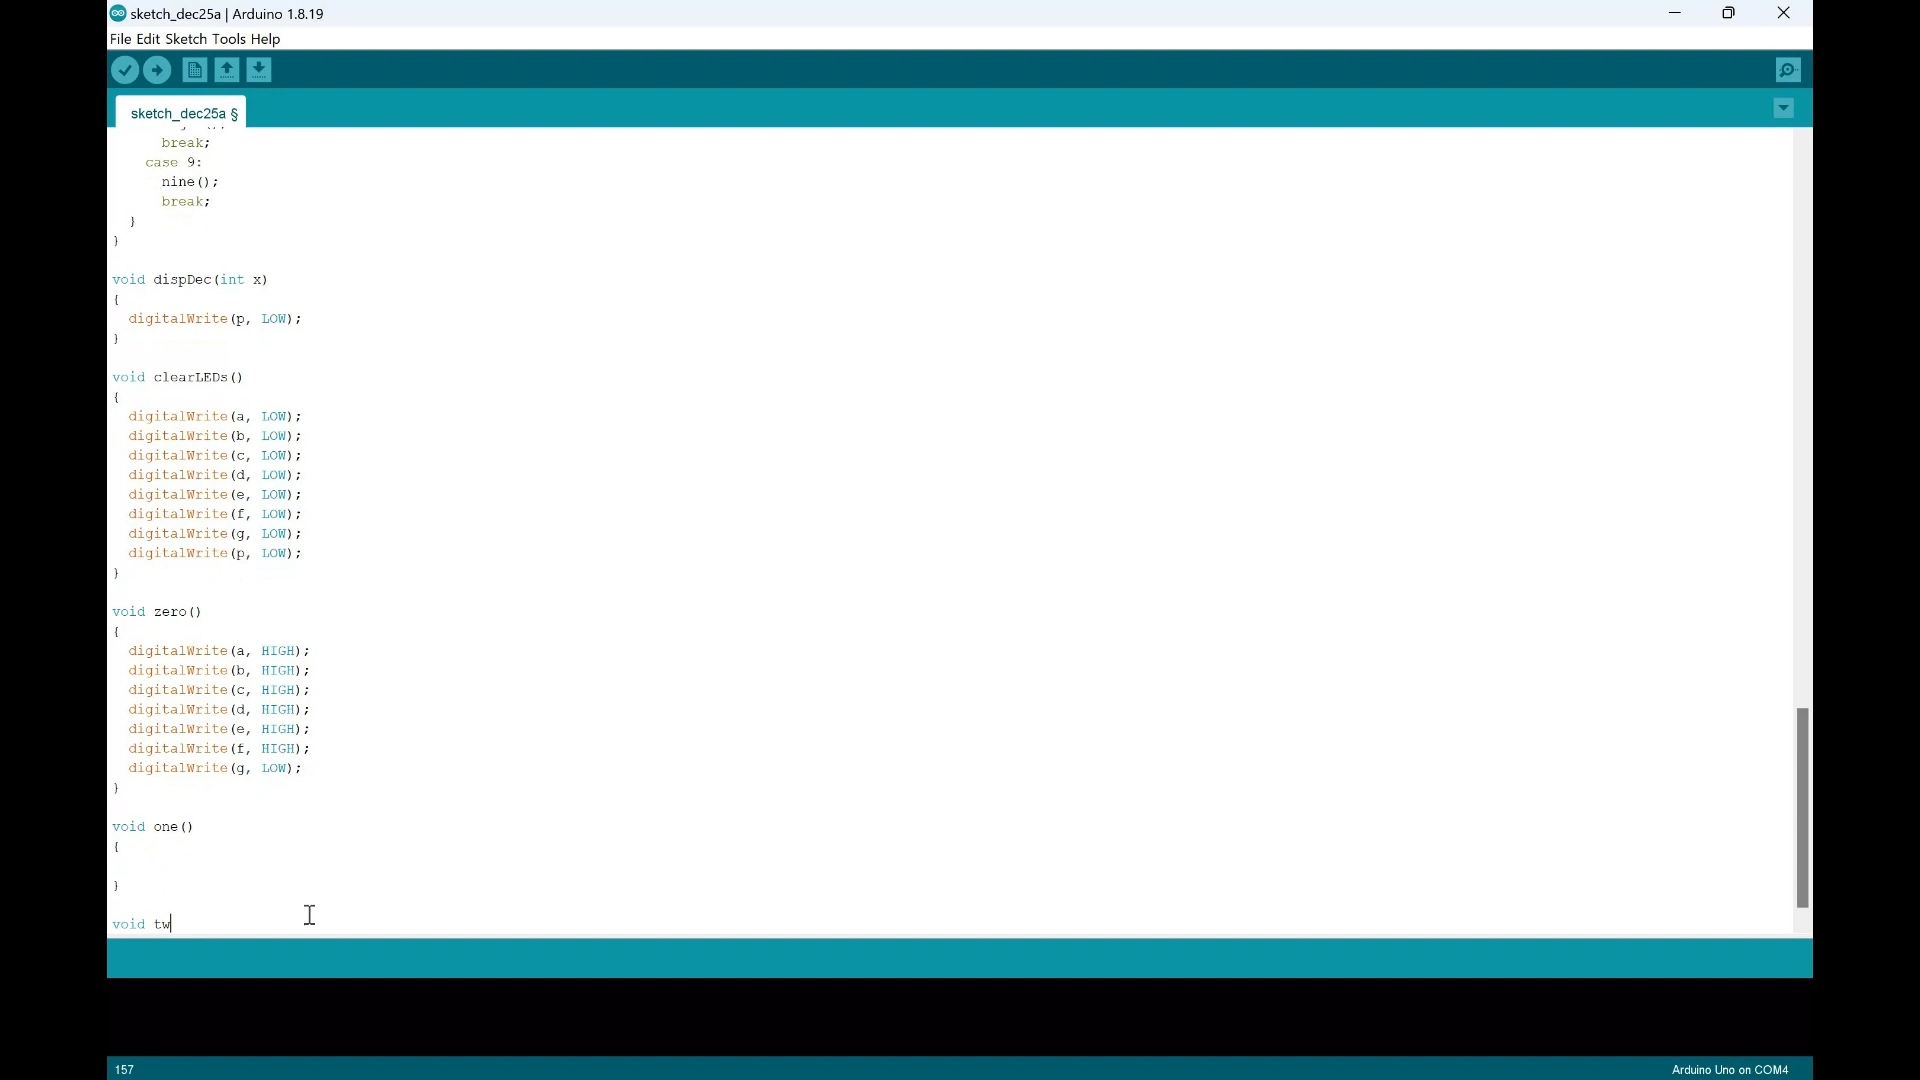 sketch_dec25a | Arduino 1.8.19
File Edit Sketch Tools Help
sketch_dec25a §
break;
case 9:
nine();
break;
}
}
void dispDec(int x)
{
digitalWrite(p, LOW);
}
void clearLEDs()
{
digitalWrite(a, LOW);
digitalWrite(b, LOW);
digitalWrite(c, LOW);
digitalWrite(d, LOW);
digitalWrite(e, LOW);
digitalWrite(f, LOW);
digitalWrite(g, LOW);
digitalWrite(p, LOW);
}
void zero()
{
digitalWrite(a, HIGH);
digitalWrite(b, HIGH);
digitalWrite(c, HIGH);
digitalWrite(d, HIGH);
digitalWrite(e, HIGH);
digitalWrite(f, HIGH);
digitalWrite(g, LOW);
}
void one()
{
}
void tw
157
Arduino Uno on COM4